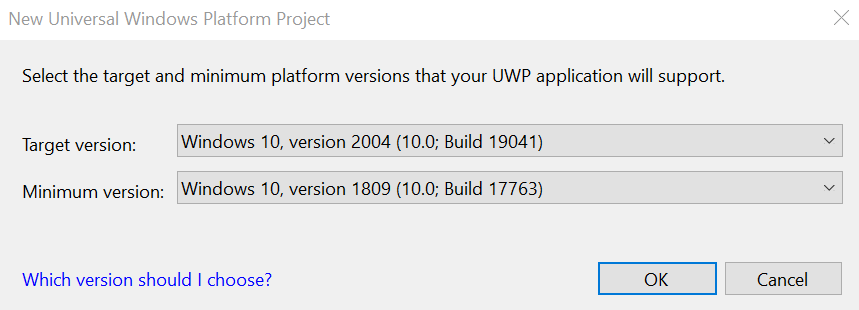 New Universal Windows Platform Project
Select the target and minimum platform versions that your UWP application will support.
Target version: Windows 10, version 2004 (10.0; Build 19041)
Minimum version: Windows 10, version 1809 (10.0; Build 17763)
Which version should I choose? OK Cancel